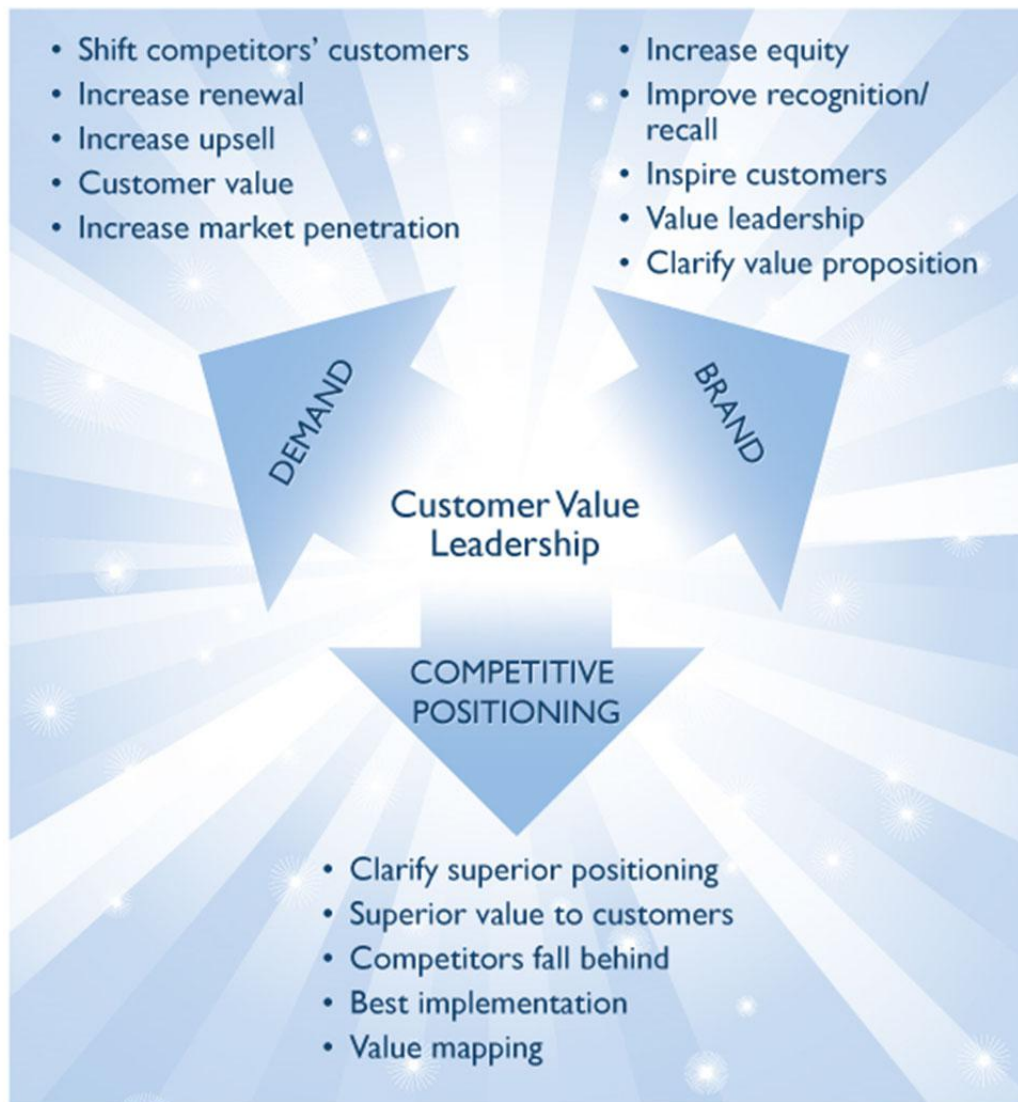 • Shift competitors’ customers
• Increase renewal
• Increase upsell
• Customer value
• Increase market penetration
• Increase equity
• Improve recognition/
recall
• Inspire customers
• Value leadership
• Clarify value proposition
DEMAND
BRAND
Customer Value
Leadership
COMPETITIVE
POSITIONING
• Clarify superior positioning
• Superior value to customers
• Competitors fall behind
• Best implementation
• Value mapping